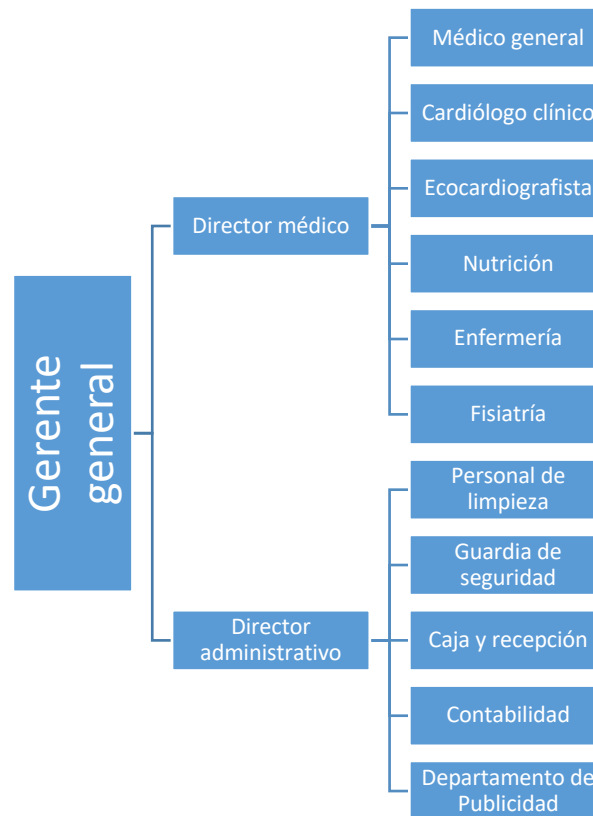 Gerente
general
Director médico
Médico general
Cardiólogo clínico
Ecocardiografista
Nutrición
Enfermería
Fisiatría
Director
administrativo
Personal de
limpieza
Guardia de
seguridad
Caja y recepción
Contabilidad
Departamento de
Publicidad